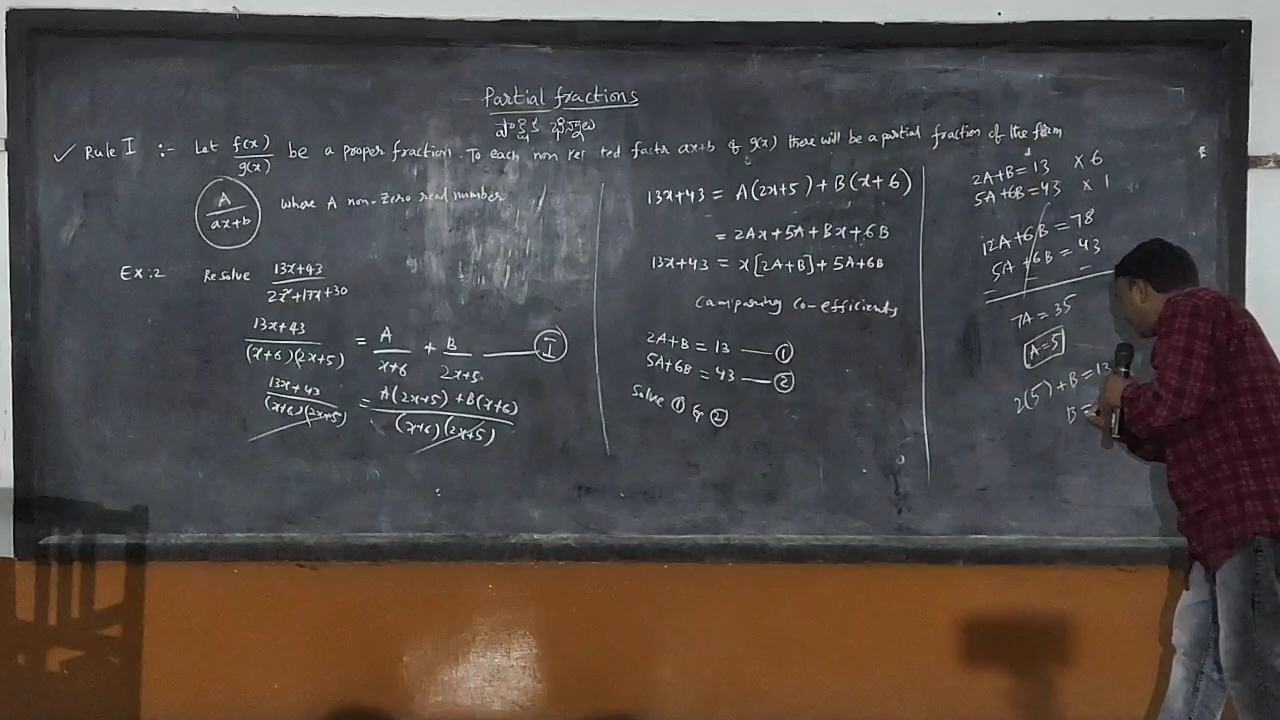 Partial fractions
✓ Rule I :- Let f(x)/g(x) be a proper fraction. To each non rep ted factor ax+b of g(x) there will be a partial fraction of the form
A/(ax+b) where A non-zero real number
Ex:2 Resolve (13x+43)/(2x²+17x+30)
(13x+43)/((x+6)(2x+5)) = A/(x+6) + B/(2x+5) —— Ⓘ
(13x+43)/((x+6)(2x+5)) = (A(2x+5)+B(x+6))/((x+6)(2x+5))
13x+43 = A(2x+5)+B(x+6)
= 2Ax+5A+Bx+6B
13x+43 = x[2A+B]+5A+6B
Comparing Co-efficients
2A+B = 13 —— ①
5A+6B = 43 —— ②
Solve ① & ②
2A+B = 13 × 6
5A+6B = 43 × 1
12A+6B = 78
5A+6B = 43
- - -
7A = 35
A=5
2(5)+B = 13
B =